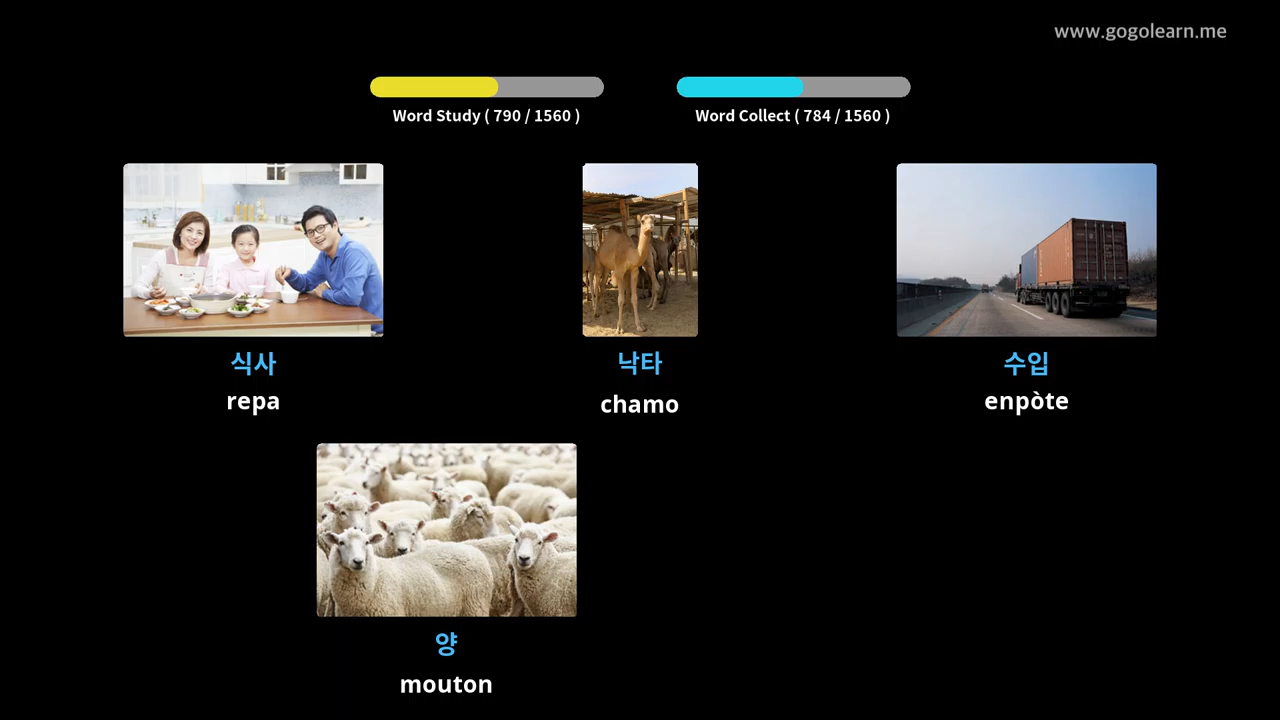 www.gogolearn.me
Word Study ( 790 / 1560 )
Word Collect ( 784 / 1560 )
식사
repa
낙타
chamo
수입
enpòte
양
mouton